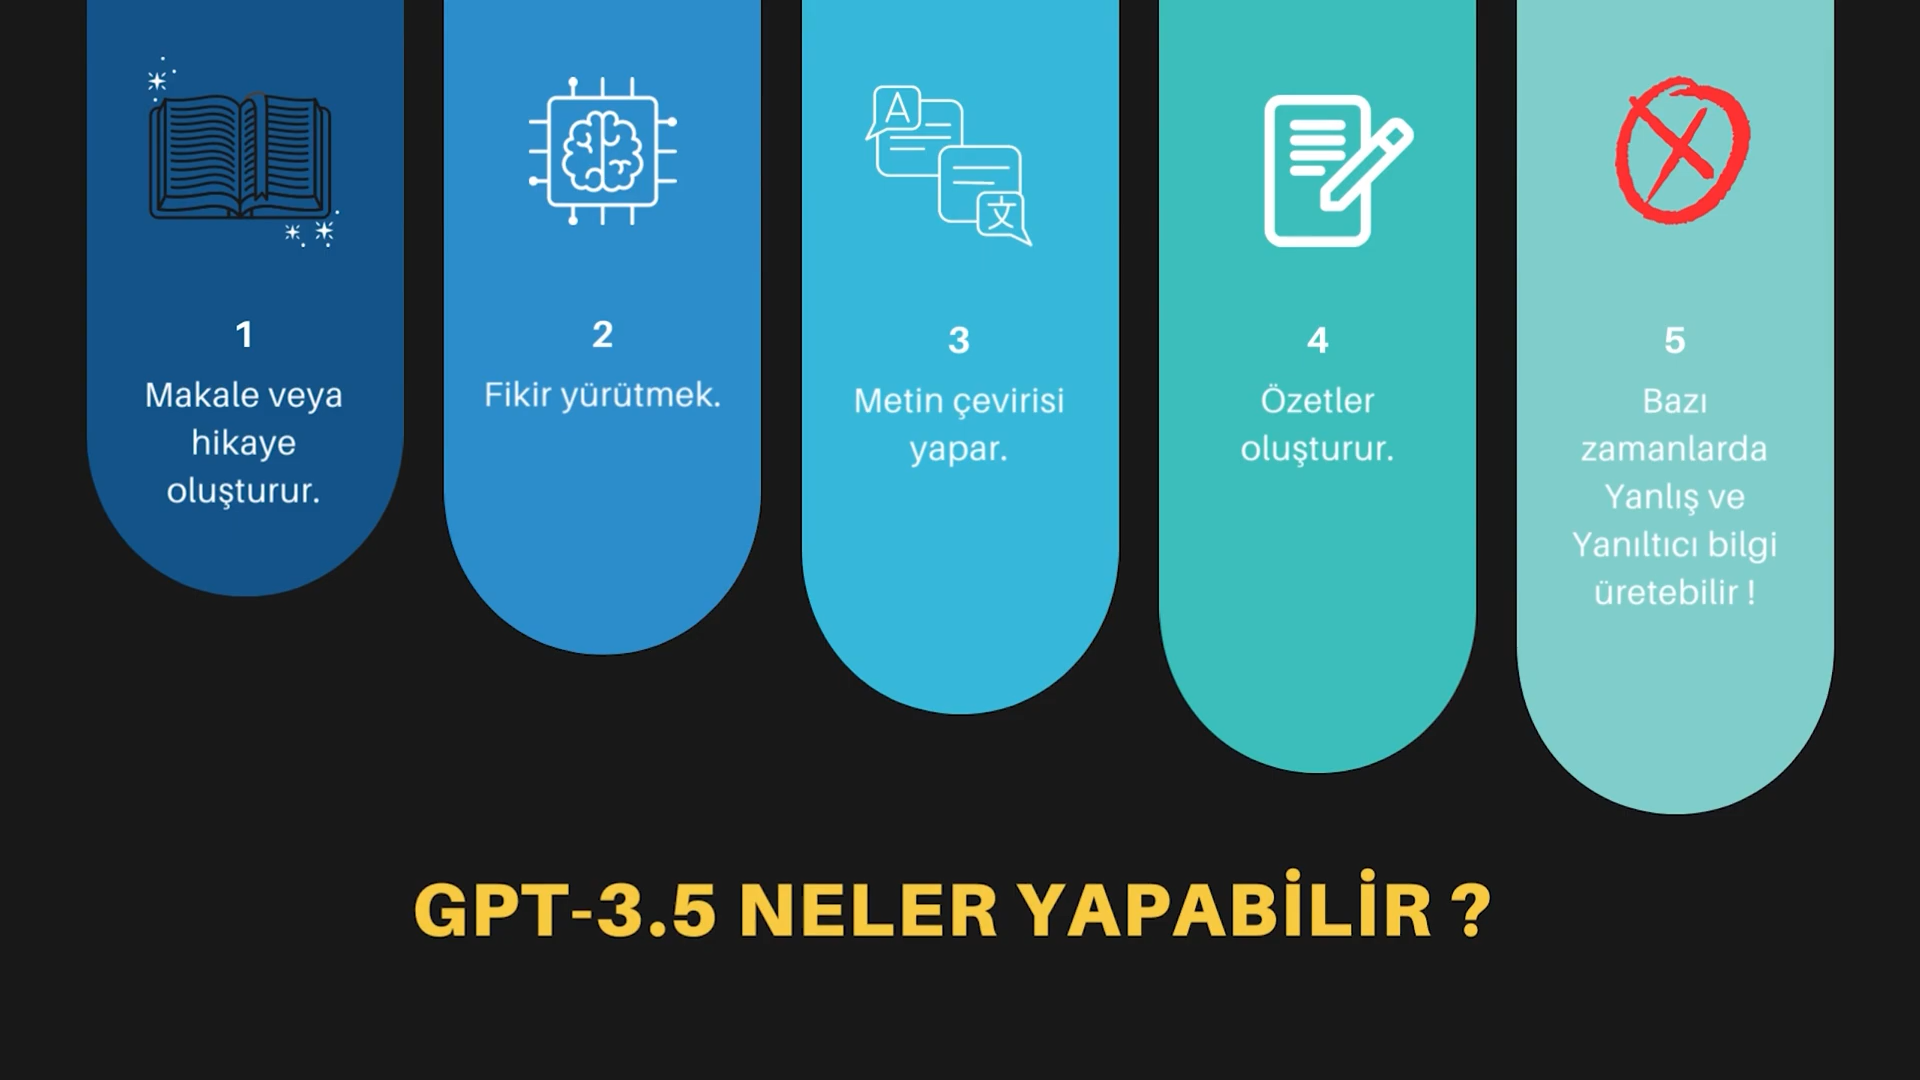 A
文
1
Makale veya
hikaye
oluşturur.
2
Fikir yürütmek.
3
Metin çevirisi
yapar.
4
Özetler
oluşturur.
5
Bazı
zamanlarda
Yanlış ve
Yanıltıcı bilgi
üretebilir !
GPT-3.5 NELER YAPABİLİR ?